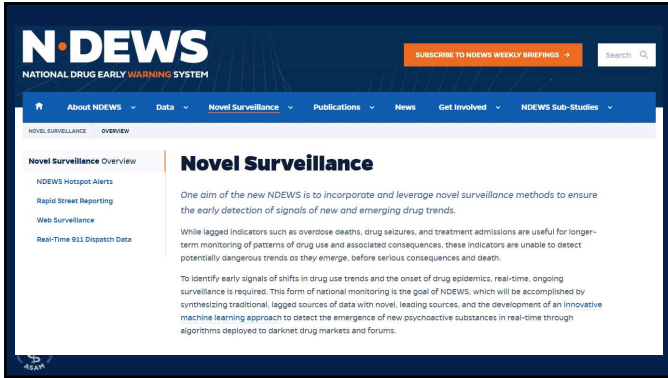 N•DEWS
NATIONAL DRUG EARLY WARNING SYSTEM
SUBSCRIBE TO NDEWS WEEKLY BRIEFINGS →
Search
About NDEWS
Data
Novel Surveillance
Publications
News
Get Involved
NDEWS Sub-Studies
NOVEL SURVEILLANCE / OVERVIEW
Novel Surveillance Overview
NDEWS Hotspot Alerts
Rapid Street Reporting
Web Surveillance
Real-Time 911 Dispatch Data
Novel Surveillance
One aim of the new NDEWS is to incorporate and leverage novel surveillance methods to ensure
the early detection of signals of new and emerging drug trends.
While lagged indicators such as overdose deaths, drug seizures, and treatment admissions are useful for longer-
term monitoring of patterns of drug use and associated consequences, these indicators are unable to detect
potentially dangerous trends as they emerge, before serious consequences and death.
To identify early signals of shifts in drug use trends and the onset of drug epidemics, real-time, ongoing
surveillance is required. This form of national monitoring is the goal of NDEWS, which will be accomplished by
synthesizing traditional, lagged sources of data with novel, leading sources, and the development of an innovative
machine learning approach to detect the emergence of new psychoactive substances in real-time through
algorithms deployed to darknet drug markets and forums.
ASAM